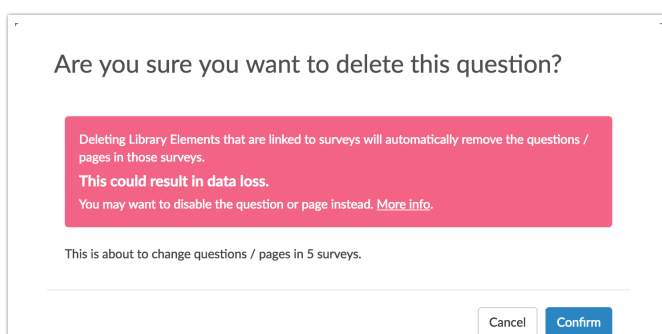 Are you sure you want to delete this question?
Deleting Library Elements that are linked to surveys will automatically remove the questions /
pages in those surveys.
This could result in data loss.
You may want to disable the question or page instead. More info.
This is about to change questions / pages in 5 surveys.
Cancel Confirm